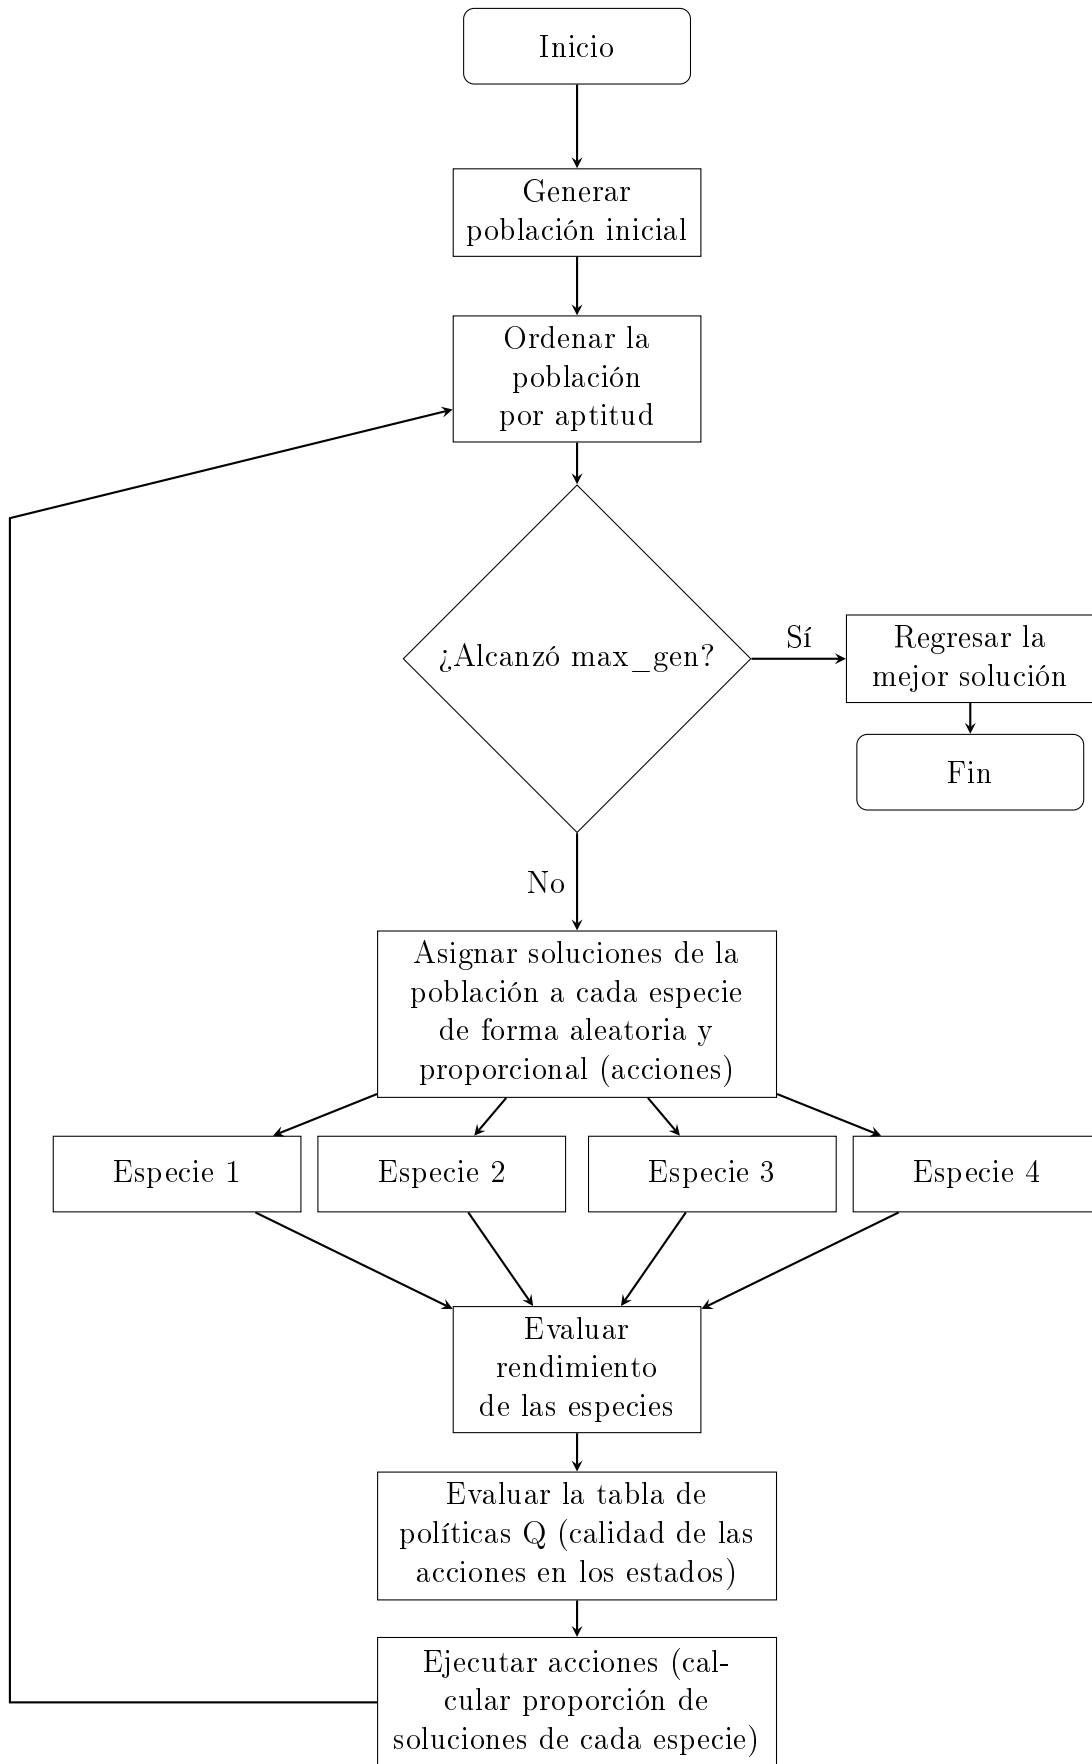 Inicio
Generar
población inicial
Ordenar la
población
por aptitud
¿Alcanzó max_gen?
Sí
Regresar la
mejor solución
Fin
No
Asignar soluciones de la
población a cada especie
de forma aleatoria y
proporcional (acciones)
Especie 1
Especie 2
Especie 3
Especie 4
Evaluar
rendimiento
de las especies
Evaluar la tabla de
políticas Q (calidad de las
acciones en los estados)
Ejecutar acciones (cal-
cular proporción de
soluciones de cada especie)